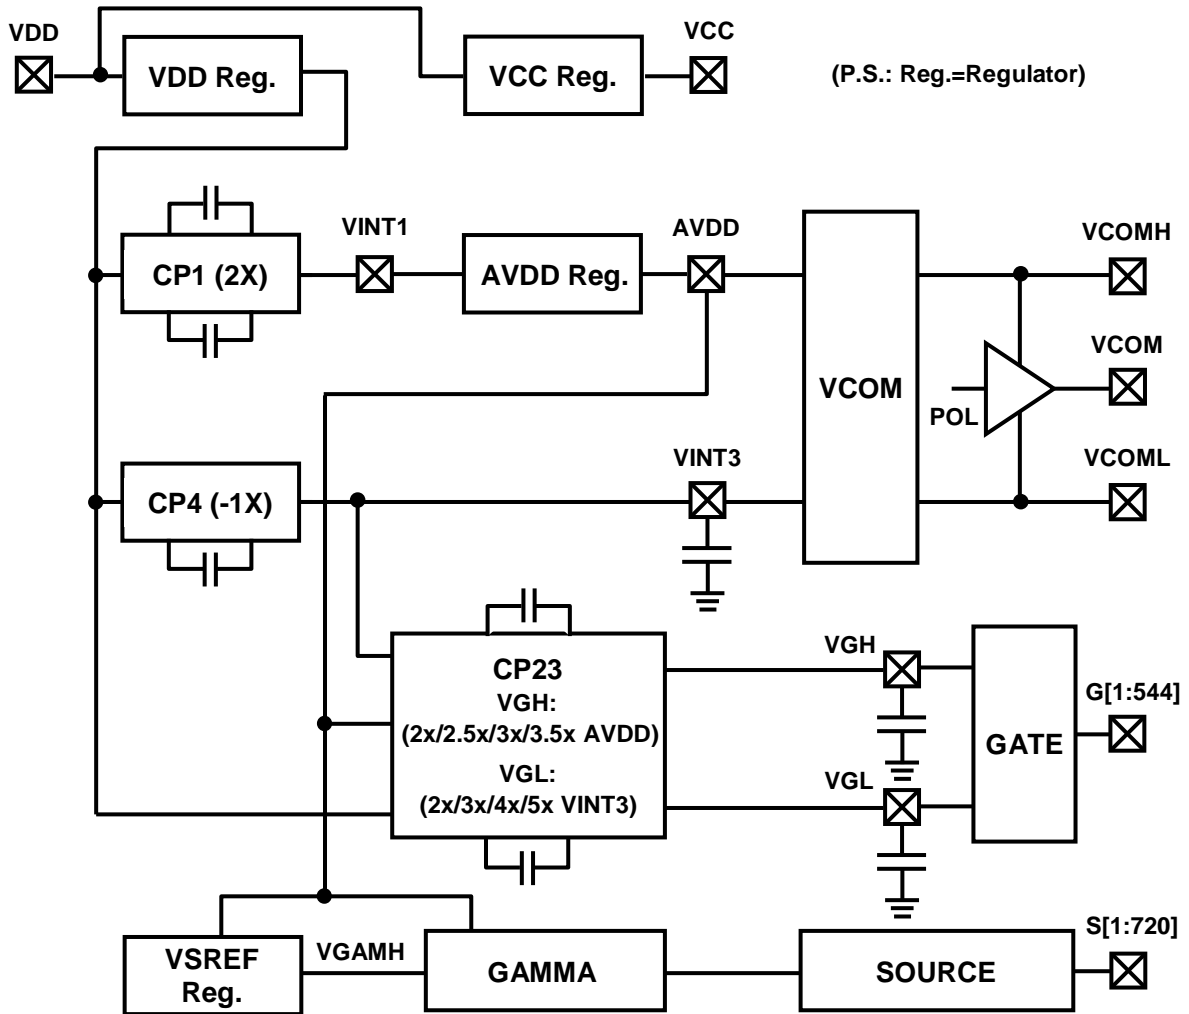 VDD
VCC
VDD Reg.
VCC Reg.
(P.S.: Reg.=Regulator)
VINT1
AVDD
VCOMH
CP1 (2X)
AVDD Reg.
VCOM
VCOM
POL
VINT3
VCOML
CP4 (-1X)
CP23
VGH:
(2x/2.5x/3x/3.5x AVDD)
VGL:
(2x/3x/4x/5x VINT3)
VGH
G[1:544]
GATE
VGL
S[1:720]
VSREF
Reg.
VGAMH
GAMMA
SOURCE